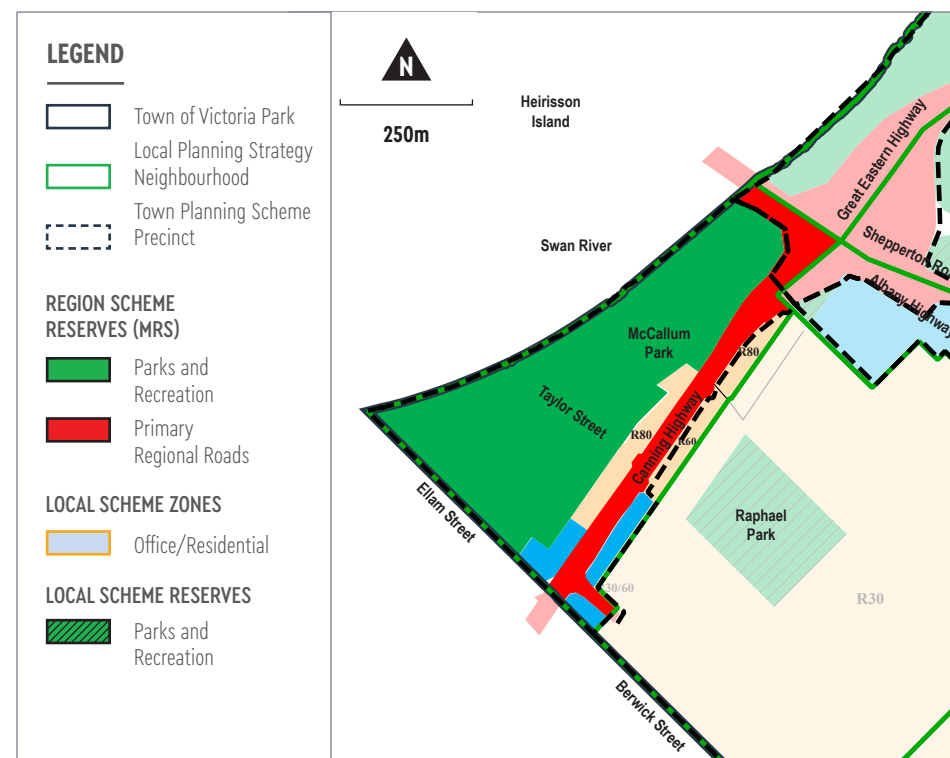 LEGEND
Town of Victoria Park
Local Planning Strategy
Neighbourhood
Town Planning Scheme
Precinct
REGION SCHEME
RESERVES (MRS)
Parks and
Recreation
Primary
Regional Roads
LOCAL SCHEME ZONES
Office/Residential
LOCAL SCHEME RESERVES
Parks and
Recreation
N
250m
Heirisson
Island
Great Eastern Highway
Swan River
Shepperton Ro
Albany Highway
McCallum
Park
R80
Taylor Street
R80
Canning Highway
R60
Ellam Street
Raphael
Park
30/60
R30
Berwick Street